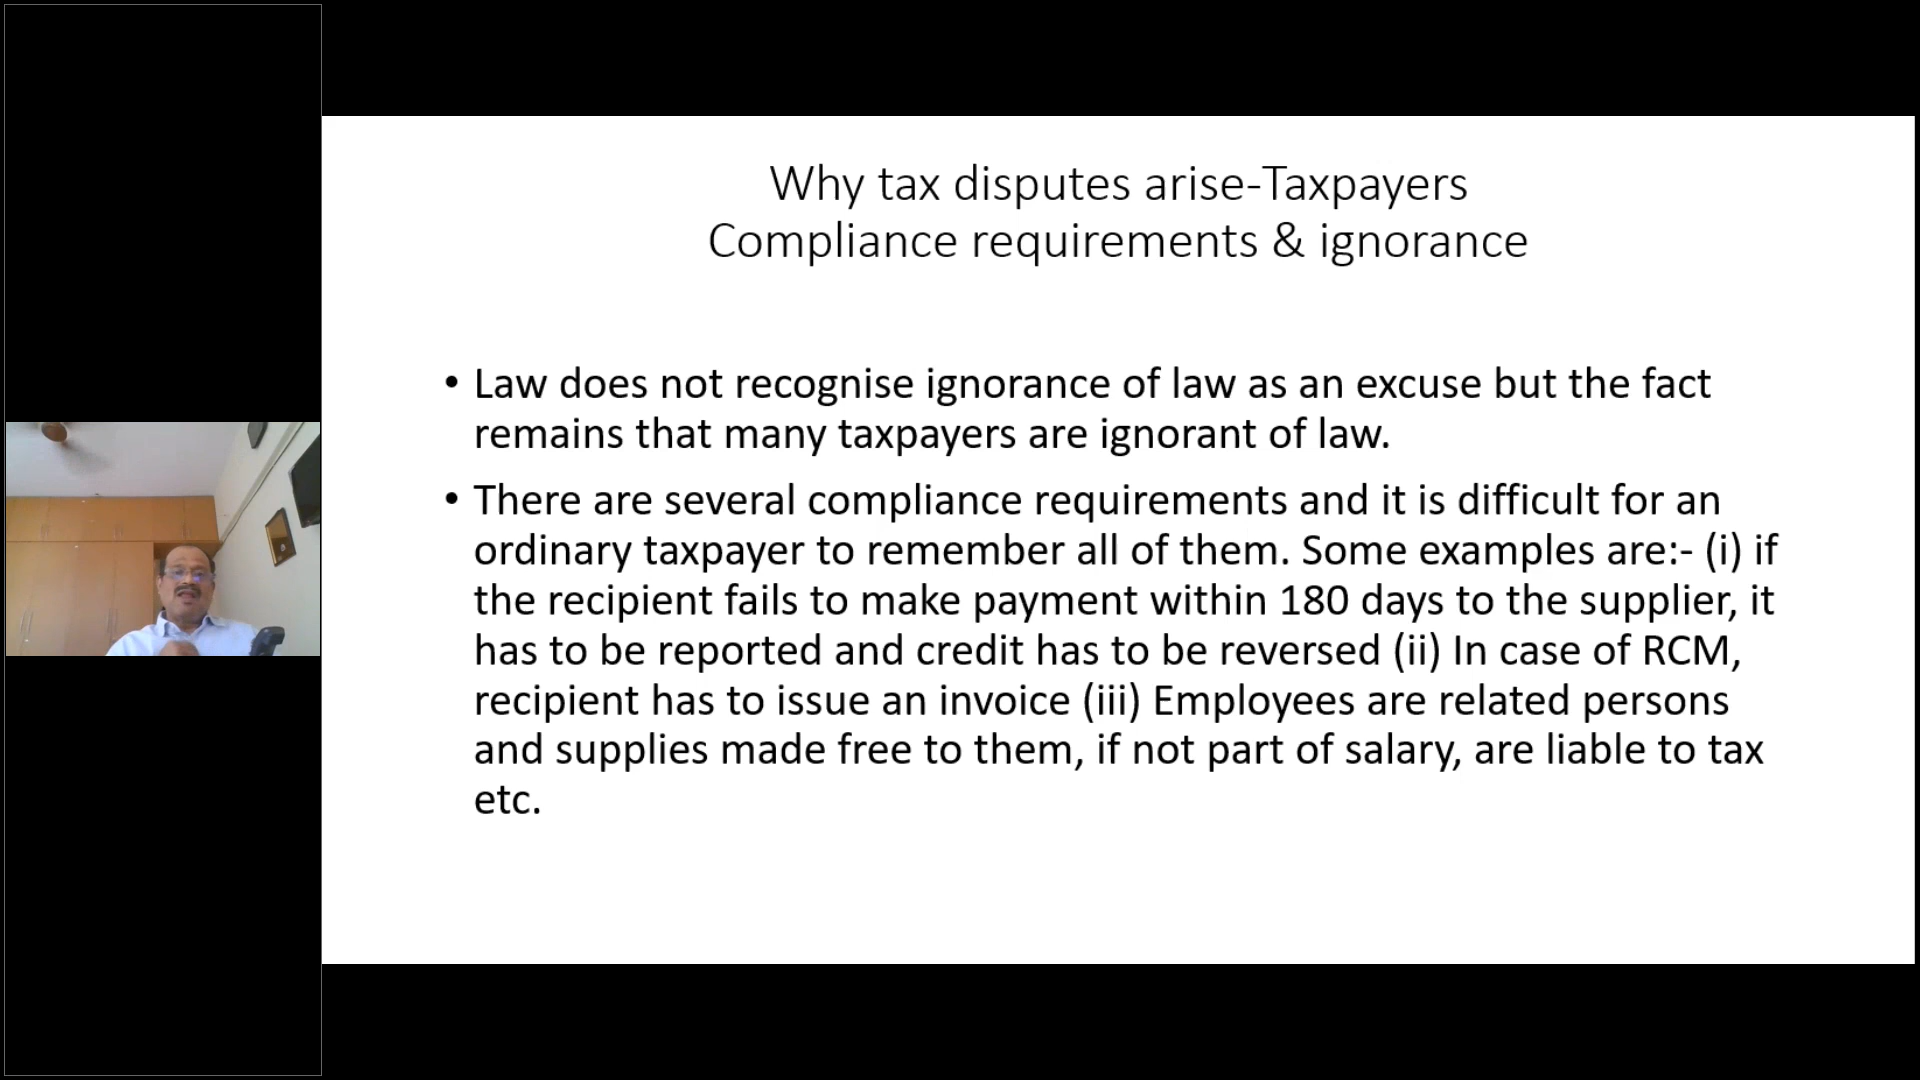 Why tax disputes arise-Taxpayers
Compliance requirements & ignorance
• Law does not recognise ignorance of law as an excuse but the fact
remains that many taxpayers are ignorant of law.
• There are several compliance requirements and it is difficult for an
ordinary taxpayer to remember all of them. Some examples are:- (i) if
the recipient fails to make payment within 180 days to the supplier, it
has to be reported and credit has to be reversed (ii) In case of RCM,
recipient has to issue an invoice (iii) Employees are related persons
and supplies made free to them, if not part of salary, are liable to tax
etc.